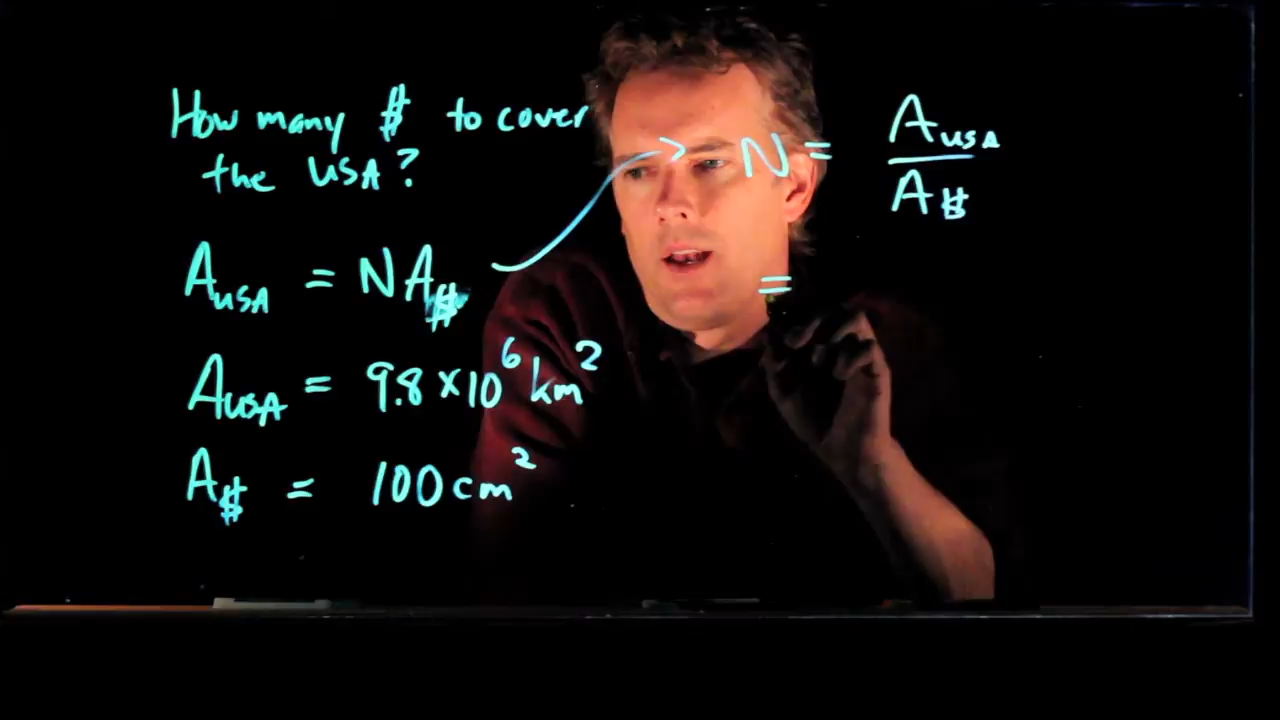 How many $ to cover
the USA?
A_USA = N A_$
A_USA = 9.8 × 10^6 km^2
A_$ = 100 cm^2
N = A_USA / A_$
=